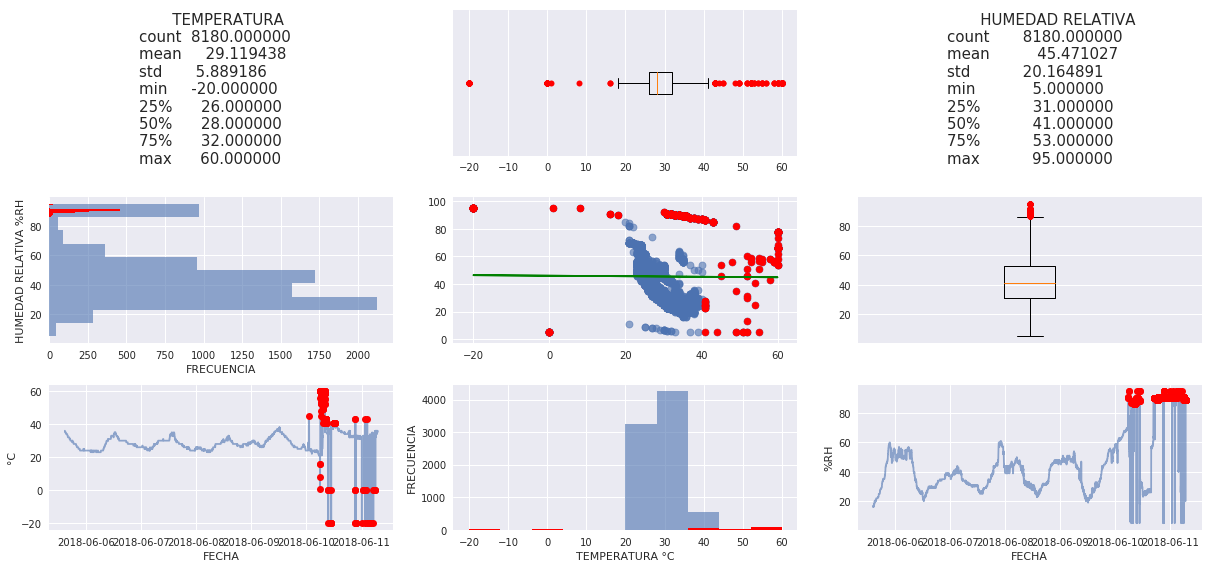 TEMPERATURA
count 8180.000000
mean 29.119438
std 5.889186
min -20.000000
25% 26.000000
50% 28.000000
75% 32.000000
max 60.000000
−20 −10 0 10 20 30 40 50 60
HUMEDAD RELATIVA
count 8180.000000
mean 45.471027
std 20.164891
min 5.000000
25% 31.000000
50% 41.000000
75% 53.000000
max 95.000000
HUMEDAD RELATIVA %RH
80
60
40
20
0 250 500 750 1000 1250 1500 1750 2000
FRECUENCIA
100
80
60
40
20
0
−20 0 20 40 60
80
60
40
20
°C
60
40
20
0
−20
2018-06-06 2018-06-07 2018-06-08 2018-06-09 2018-06-10 2018-06-11
FECHA
FRECUENCIA
4000
3000
2000
1000
0
−20 −10 0 10 20 30 40 50 60
TEMPERATURA °C
%RH
80
60
40
20
2018-06-06 2018-06-07 2018-06-08 2018-06-09 2018-06-10 2018-06-11
FECHA